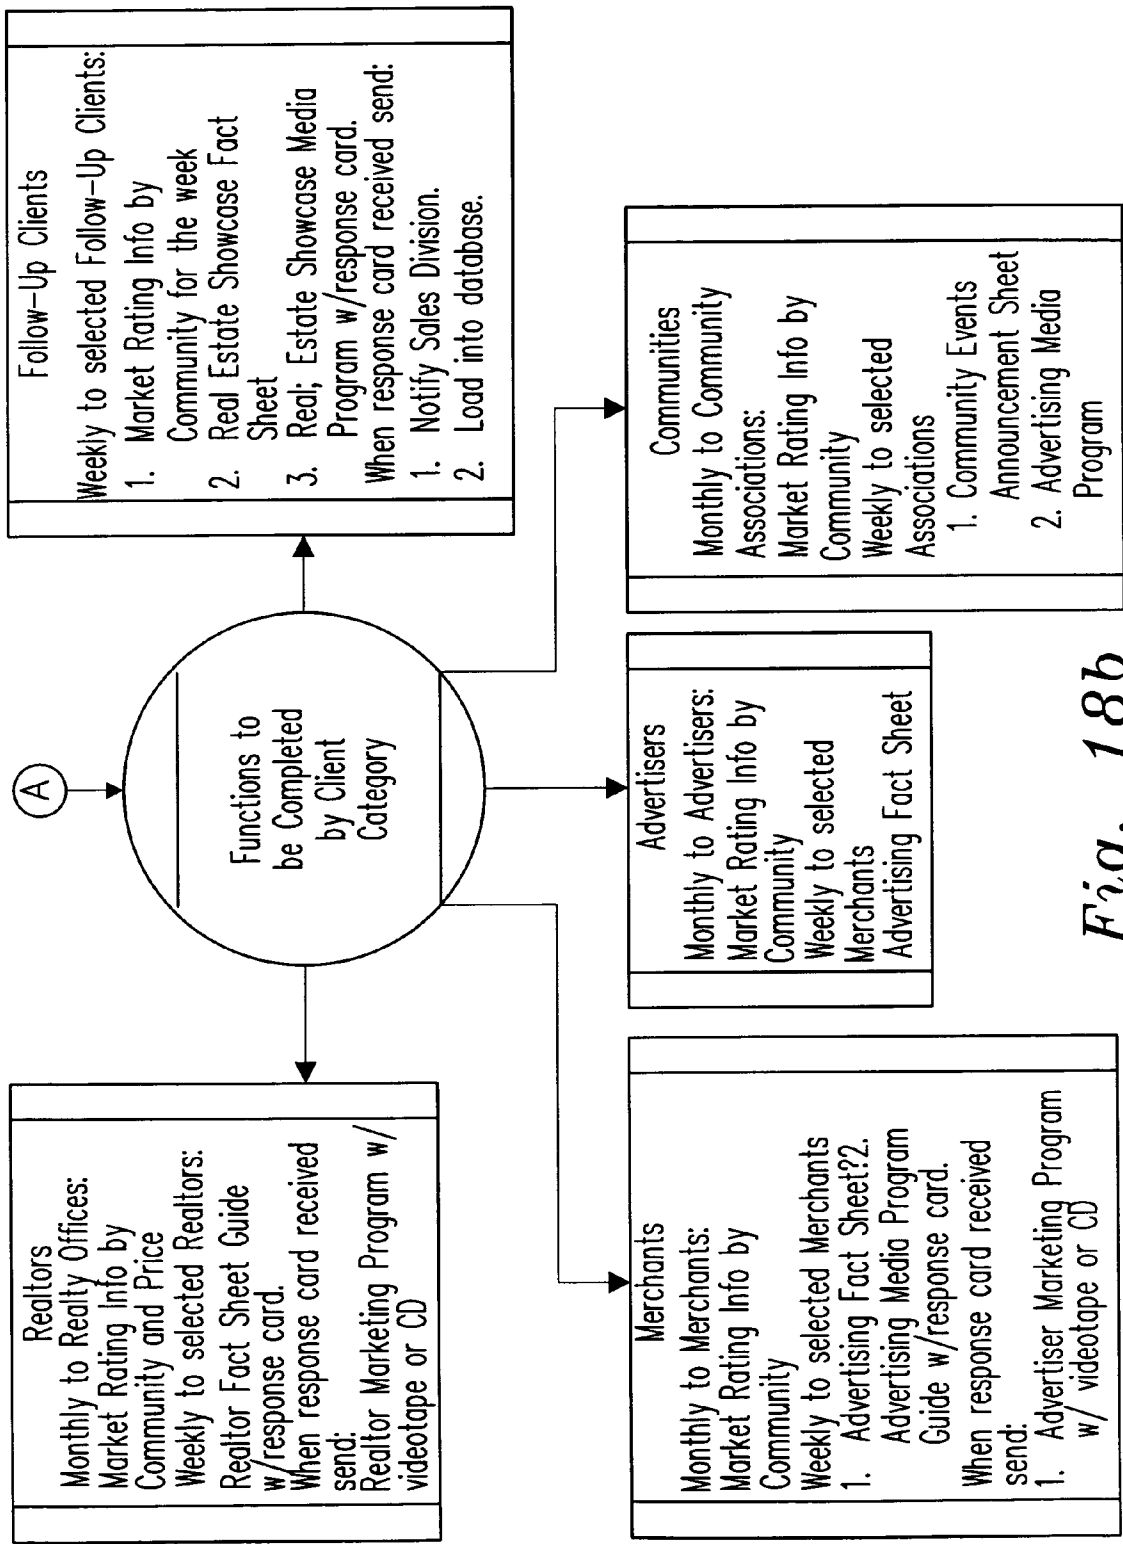 A
Functions to
be Completed
by Client
Category
Realtors
Monthly to Realty Offices:
Market Rating Info by
Community and Price
Weekly to selected Realtors:
Realtor Fact Sheet Guide
w/response card.
When response card received
send:
Realtor Marketing Program w/
videotape or CD
Follow-Up Clients
Weekly to selected Follow-Up Clients:
1. Market Rating Info by
Community for the week
2. Real Estate Showcase Fact
Sheet
3. Real; Estate Showcase Media
Program w/response card.
When response card received send:
1. Notify Sales Division.
2. Load into database.
Merchants
Monthly to Merchants:
Market Rating Info by
Community
Weekly to selected Merchants
1. Advertising Fact Sheet?2.
Advertising Media Program
Guide w/response card.
When response card received
send:
1. Advertiser Marketing Program
w/ videotape or CD
Advertisers
Monthly to Advertisers:
Market Rating Info by
Community
Weekly to selected
Merchants
Advertising Fact Sheet
Communities
Monthly to Community
Associations:
Market Rating Info by
Community
Weekly to selected
Associations
1. Community Events
Announcement Sheet
2. Advertising Media
Program
Fig. 18b